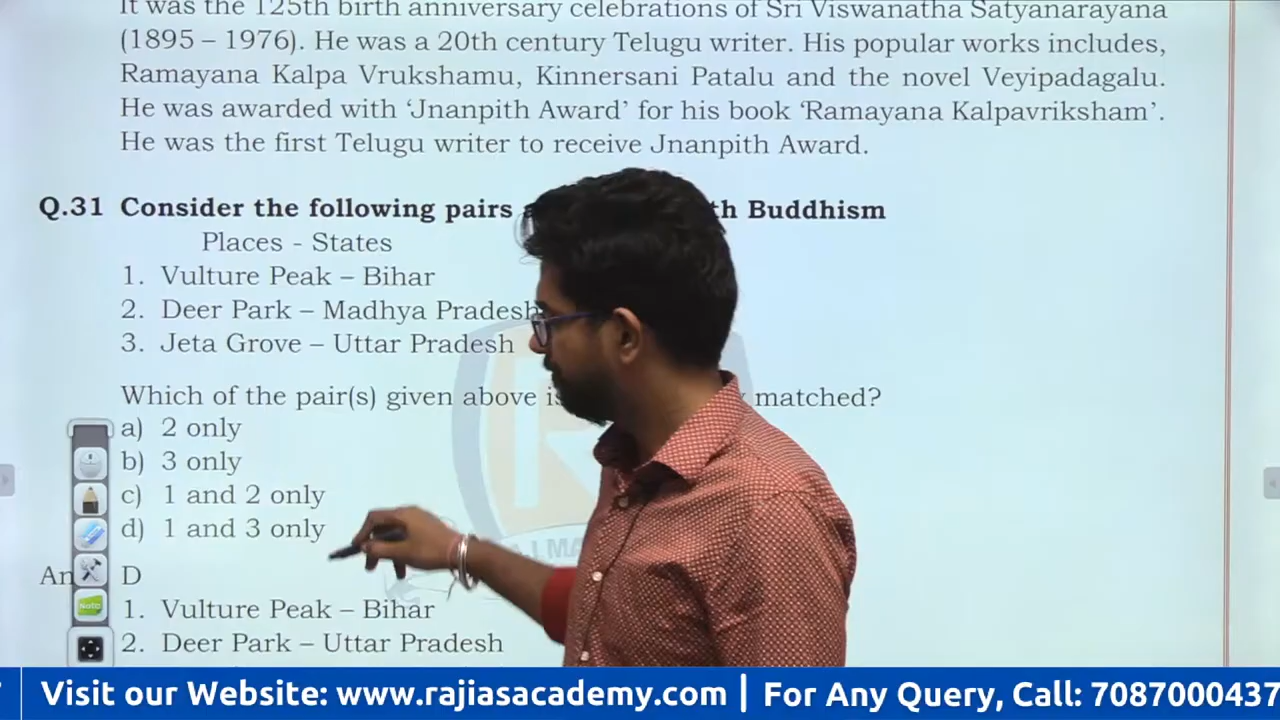 It was the 125th birth anniversary celebrations of Sri Viswanatha Satyanarayana
(1895 – 1976). He was a 20th century Telugu writer. His popular works includes,
Ramayana Kalpa Vrukshamu, Kinnersani Patalu and the novel Veyipadagalu.
He was awarded with ‘Jnanpith Award’ for his book ‘Ramayana Kalpavriksham’.
He was the first Telugu writer to receive Jnanpith Award.
Q.31 Consider the following pairs Buddhism
Places - States
1. Vulture Peak – Bihar
2. Deer Park – Madhya Pradesh
3. Jeta Grove – Uttar Pradesh
Which of the pair(s) given above matched?
a) 2 only
b) 3 only
c) 1 and 2 only
d) 1 and 3 only
D
1. Vulture Peak – Bihar
2. Deer Park – Uttar Pradesh
Visit our Website: www.rajiasacademy.com | For Any Query, Call: 7087000437